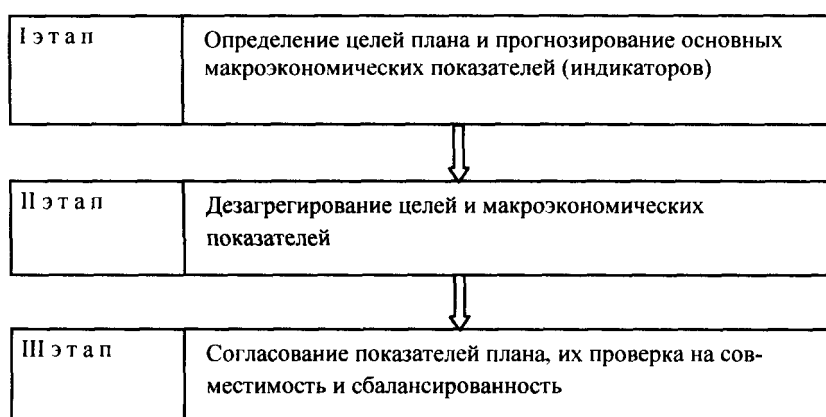 I этап
Определение целей плана и прогнозирование основных
макроэкономических показателей (индикаторов)
II этап
Дезагрегирование целей и макроэкономических
показателей
III этап
Согласование показателей плана, их проверка на сов-
местимость и сбалансированность